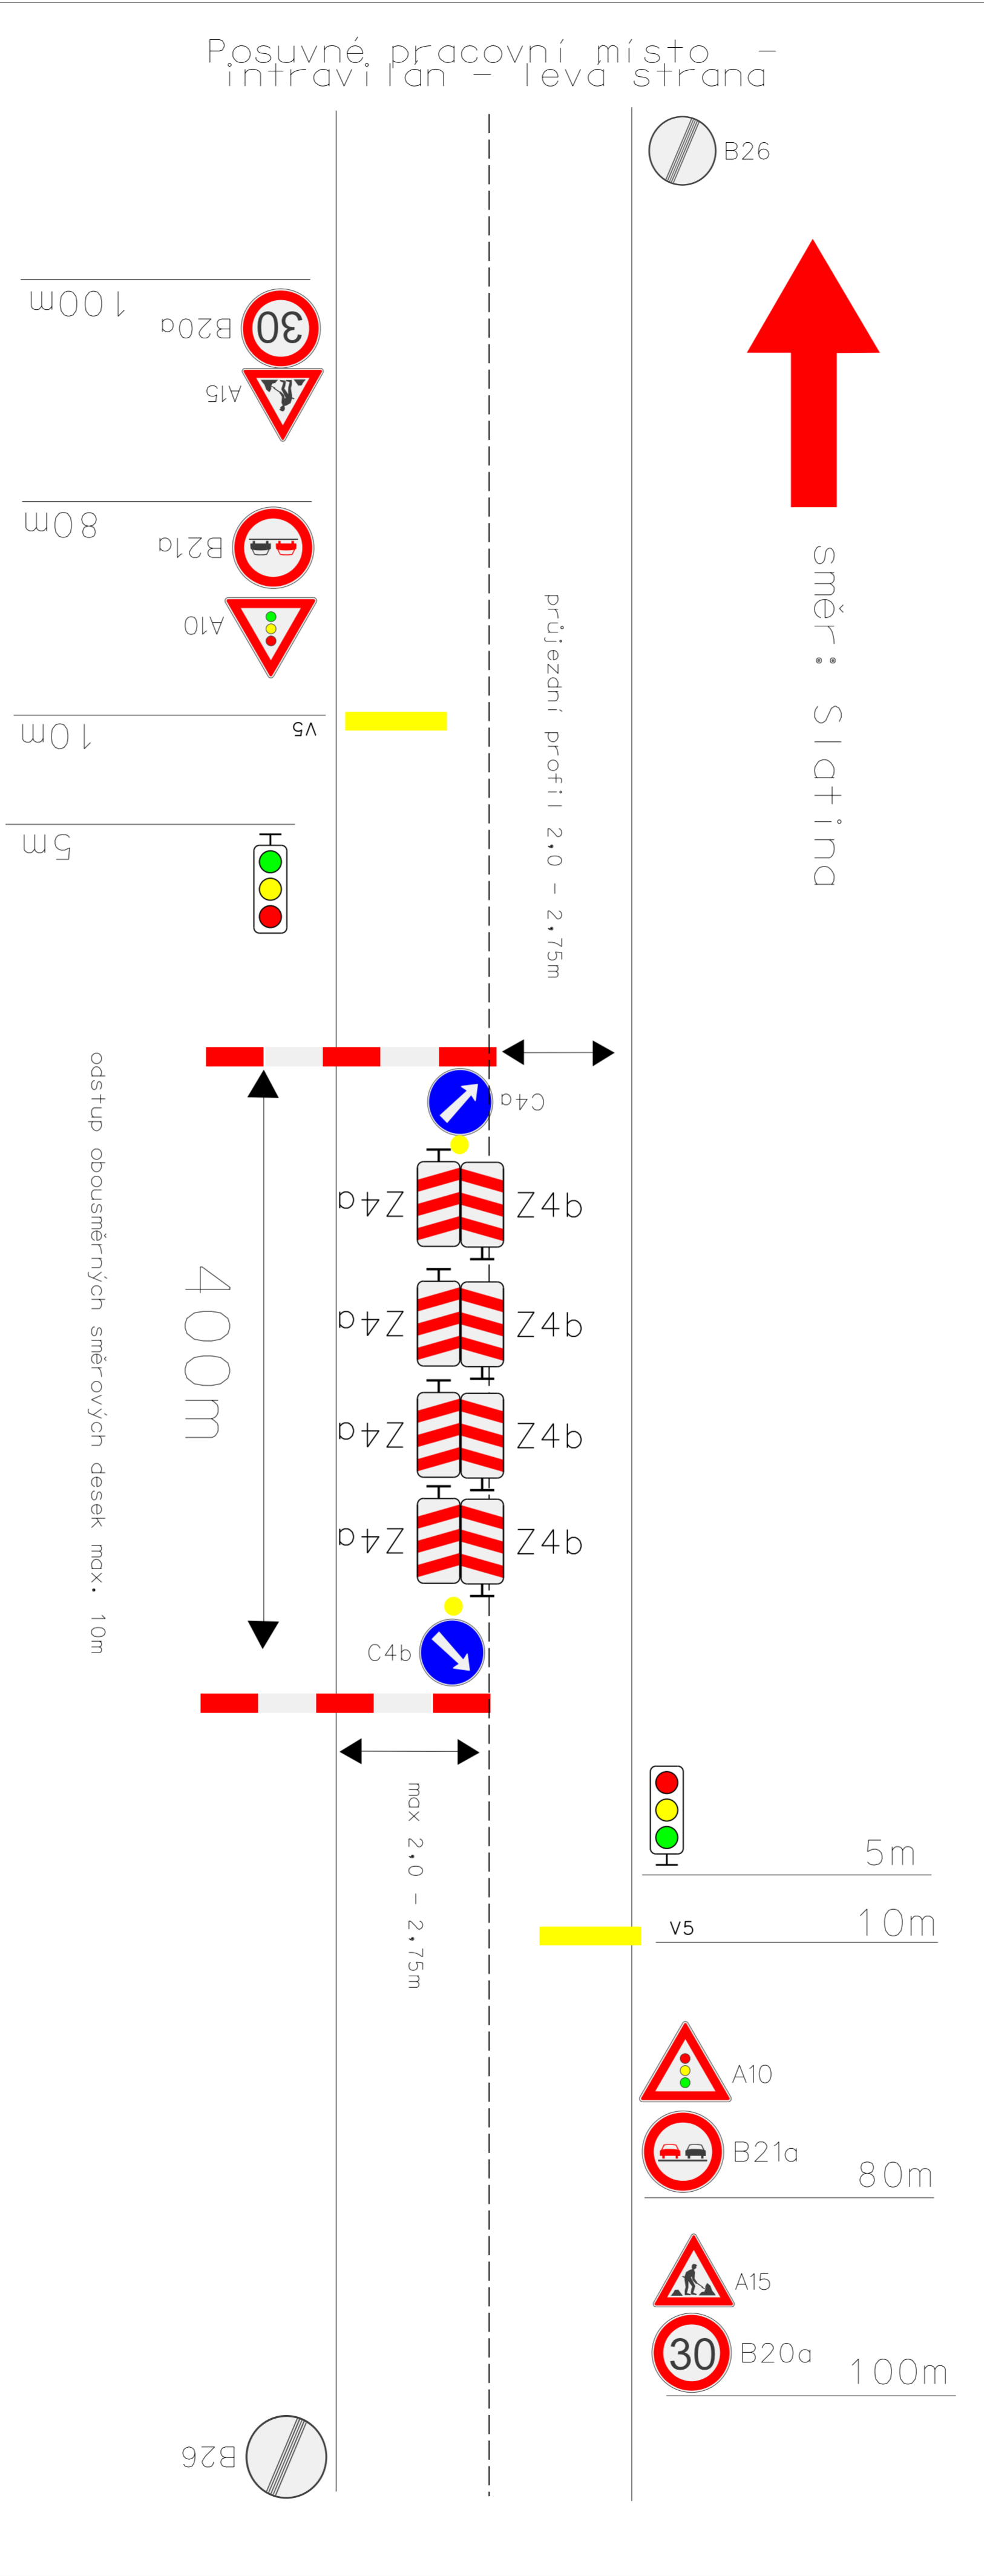 Posuvné pracovní místo -
intravilán - levá strana
B26
100m
B20a
30
A15
směr: Slatina
80m
B21a
A10
průjezdní profil 2,0 - 2,75m
10m
V5
5m
odstup obousměrných směrových desek max. 10m
400m
C4a
Z4a
Z4b
Z4a
Z4b
Z4a
Z4b
Z4a
Z4b
C4b
max 2,0 - 2,75m
5m
10m
V5
A10
B21a
80m
A15
30
B20a
100m
B26